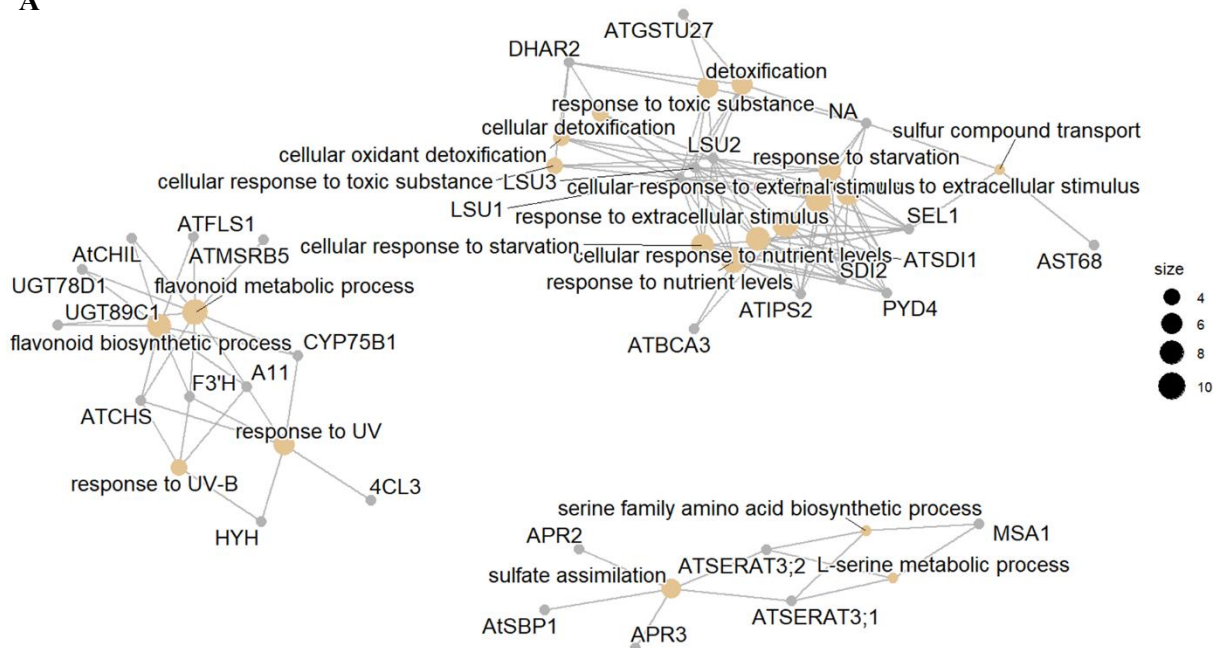 A
ATGSTU27
DHAR2
detoxification
response to toxic substance
NA
cellular detoxification
sulfur compound transport
LSU2
cellular oxidant detoxification
response to starvation
cellular response to toxic substance
LSU3
cellular response to external stimulus
to extracellular stimulus
LSU1
response to extracellular stimulus
SEL1
ATFLS1
AtCHIL
ATMSRB5
cellular response to starvation
cellular response to nutrient levels
ATSDI1
AST68
UGT78D1
flavonoid metabolic process
SDI2
response to nutrient levels
size
4
UGT89C1
ATIPS2
PYD4
6
flavonoid biosynthetic process
CYP75B1
ATBCA3
8
F3'H
A11
10
ATCHS
response to UV
response to UV-B
4CL3
HYH
serine family amino acid biosynthetic process
APR2
MSA1
sulfate assimilation
ATSERAT3;2
L-serine metabolic process
AtSBP1
ATSERAT3;1
APR3